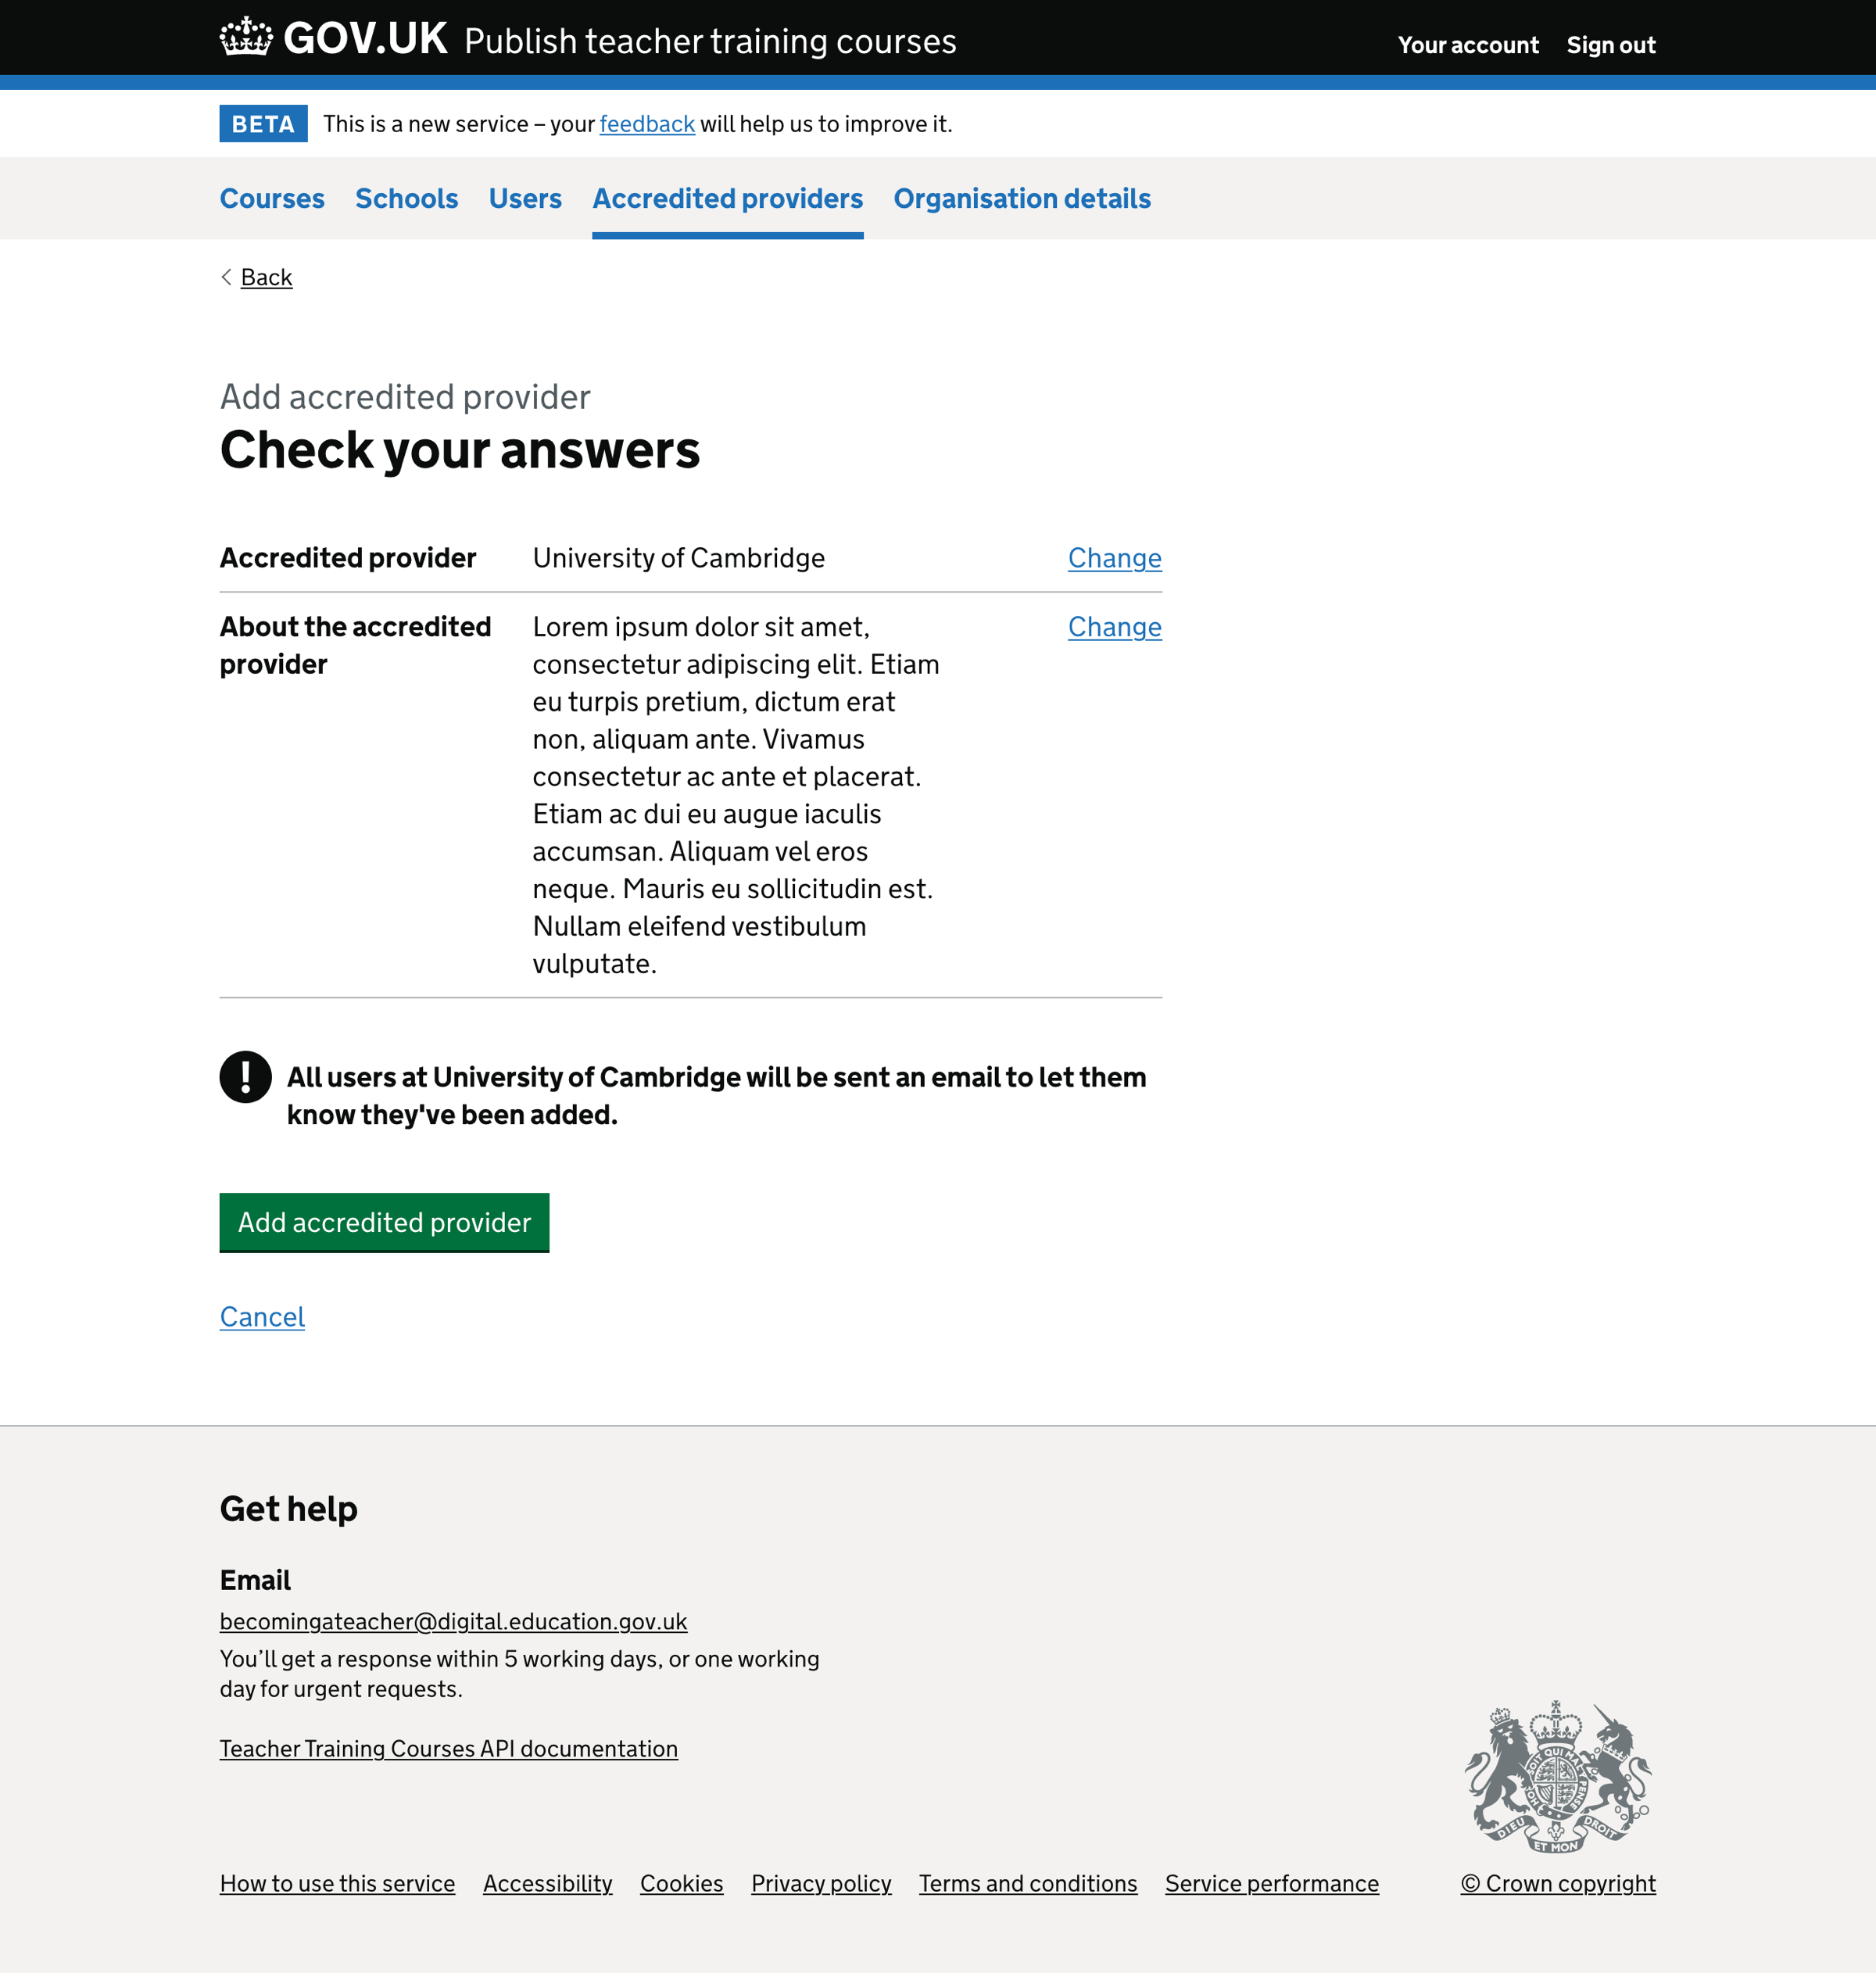 GOV.UK Publish teacher training courses
Your account Sign out
BETA This is a new service – your feedback will help us to improve it.
Courses Schools Users Accredited providers Organisation details
Back
Add accredited provider
Check your answers
Accredited provider University of Cambridge Change
About the accredited Lorem ipsum dolor sit amet, Change
provider consectetur adipiscing elit. Etiam
eu turpis pretium, dictum erat
non, aliquam ante. Vivamus
consectetur ac ante et placerat.
Etiam ac dui eu augue iaculis
accumsan. Aliquam vel eros
neque. Mauris eu sollicitudin est.
Nullam eleifend vestibulum
vulputate.
! All users at University of Cambridge will be sent an email to let them
know they've been added.
Add accredited provider
Cancel
Get help
Email
becomingateacher@digital.education.gov.uk
You’ll get a response within 5 working days, or one working
day for urgent requests.
Teacher Training Courses API documentation
DIEU ET MON DROIT
How to use this service Accessibility Cookies Privacy policy Terms and conditions Service performance © Crown copyright